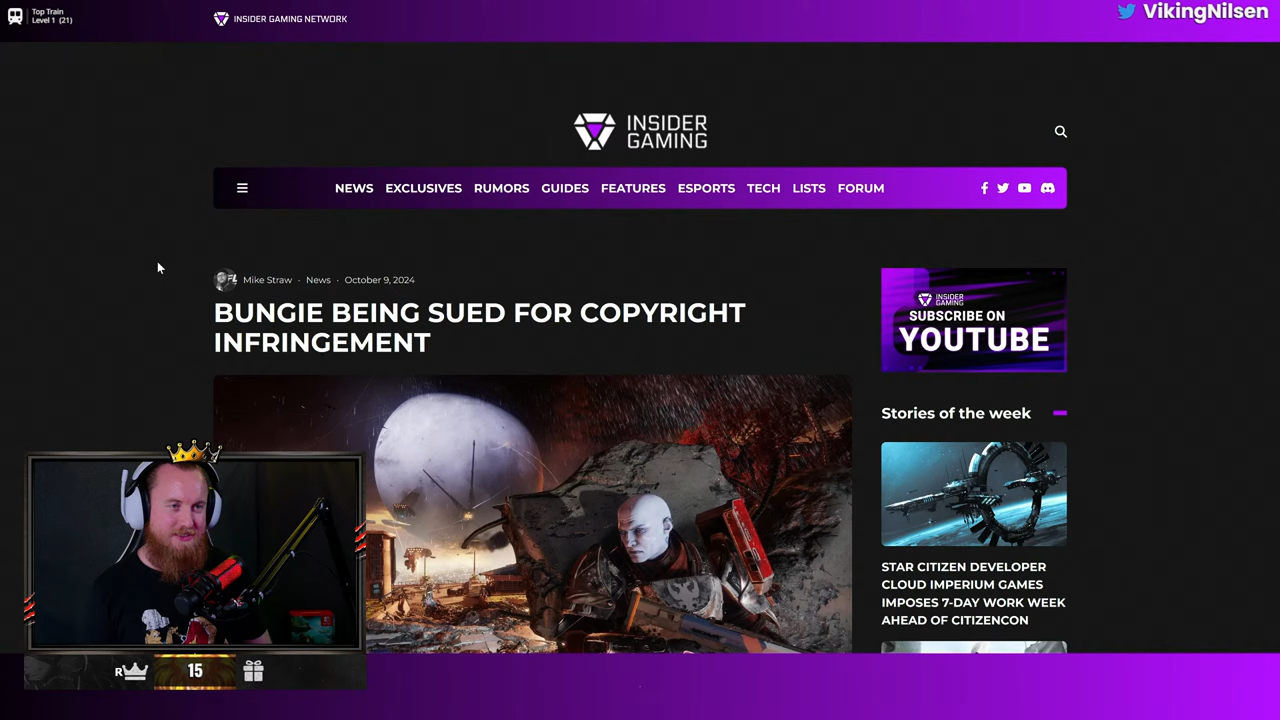 Top Train
Level 1 (21)
INSIDER GAMING NETWORK
VikingNilsen
INSIDER
GAMING
NEWS EXCLUSIVES RUMORS GUIDES FEATURES ESPORTS TECH LISTS FORUM
Mike Straw · News · October 9, 2024
BUNGIE BEING SUED FOR COPYRIGHT
INFRINGEMENT
INSIDER
GAMING
SUBSCRIBE ON
YOUTUBE
Stories of the week
STAR CITIZEN DEVELOPER
CLOUD IMPERIUM GAMES
IMPOSES 7-DAY WORK WEEK
AHEAD OF CITIZENCON
R 15